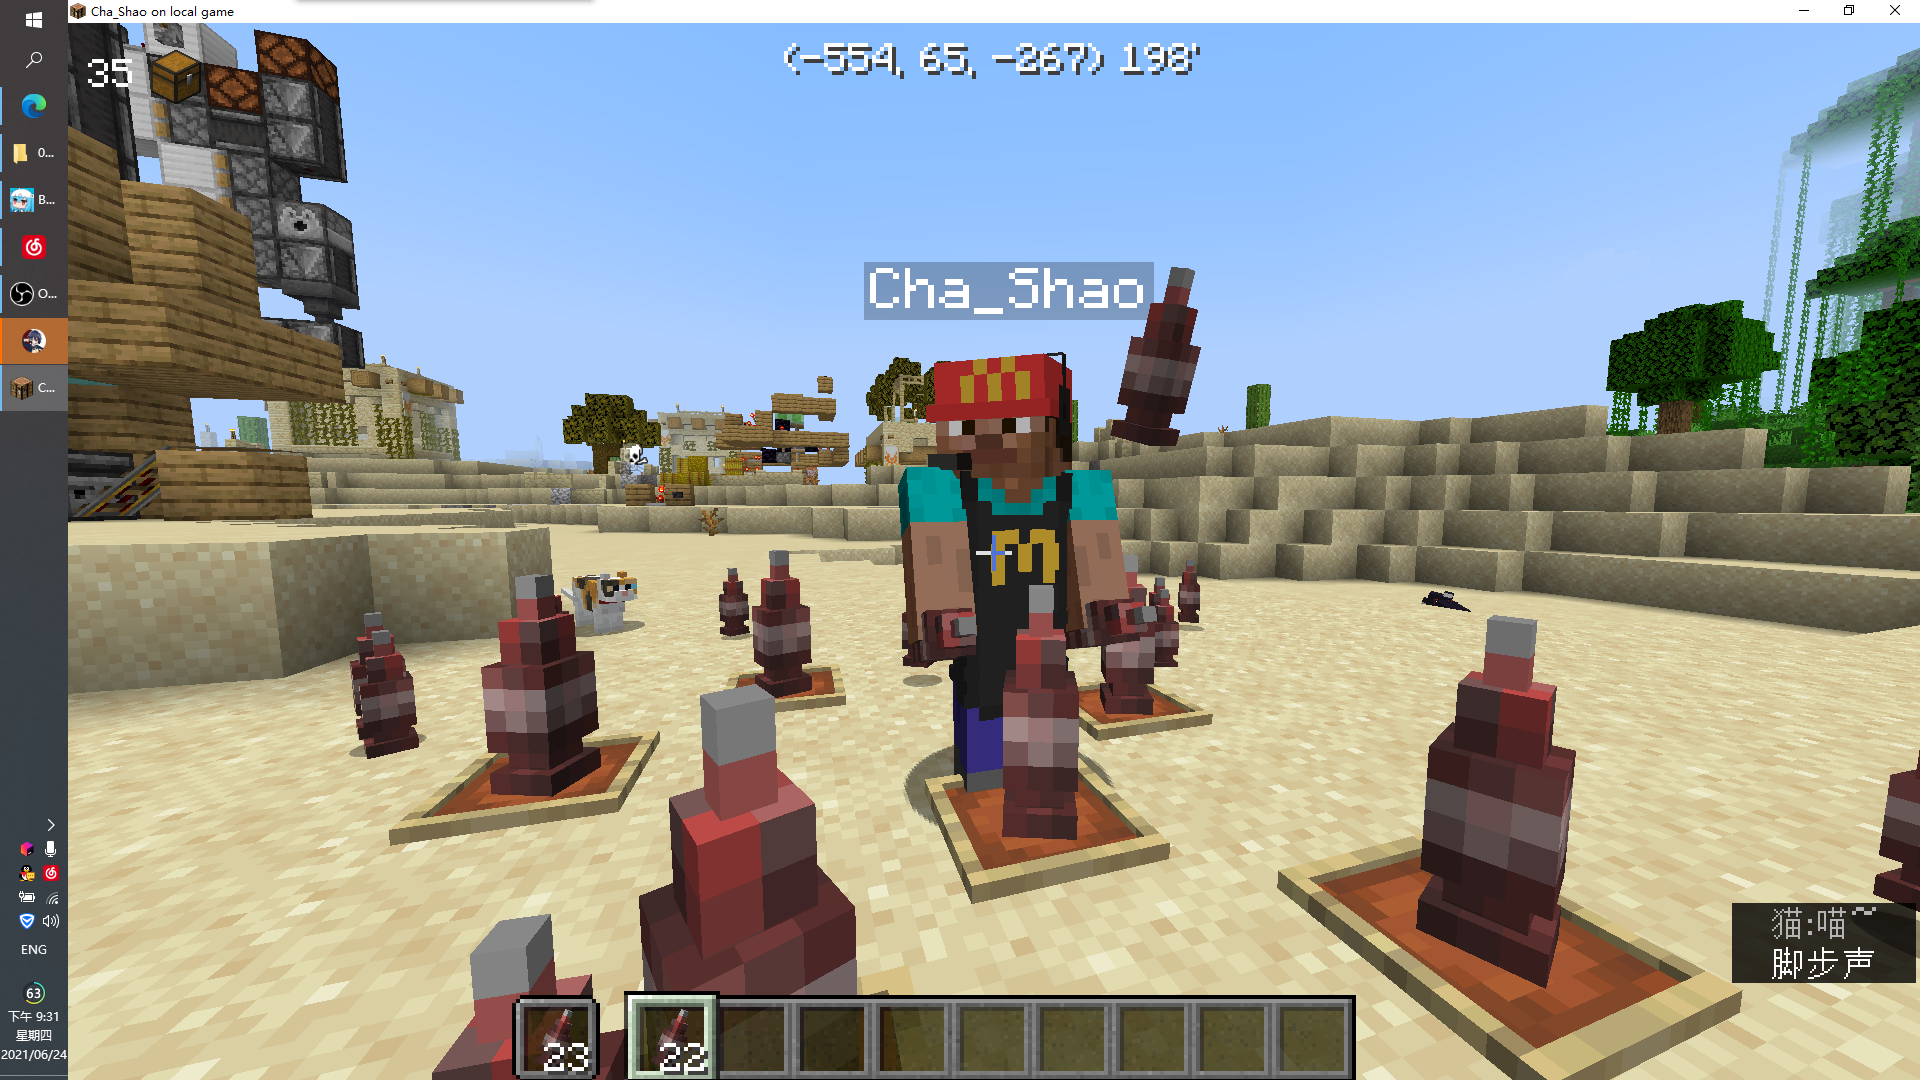 Cha_Shao on local game
0...
B...
O...
C...
35
(-554, 65, -267) 198'
Cha_Shao
M
猫:喵~
脚步声
23
22
ENG
63
下午 9:31
星期四
2021/06/24